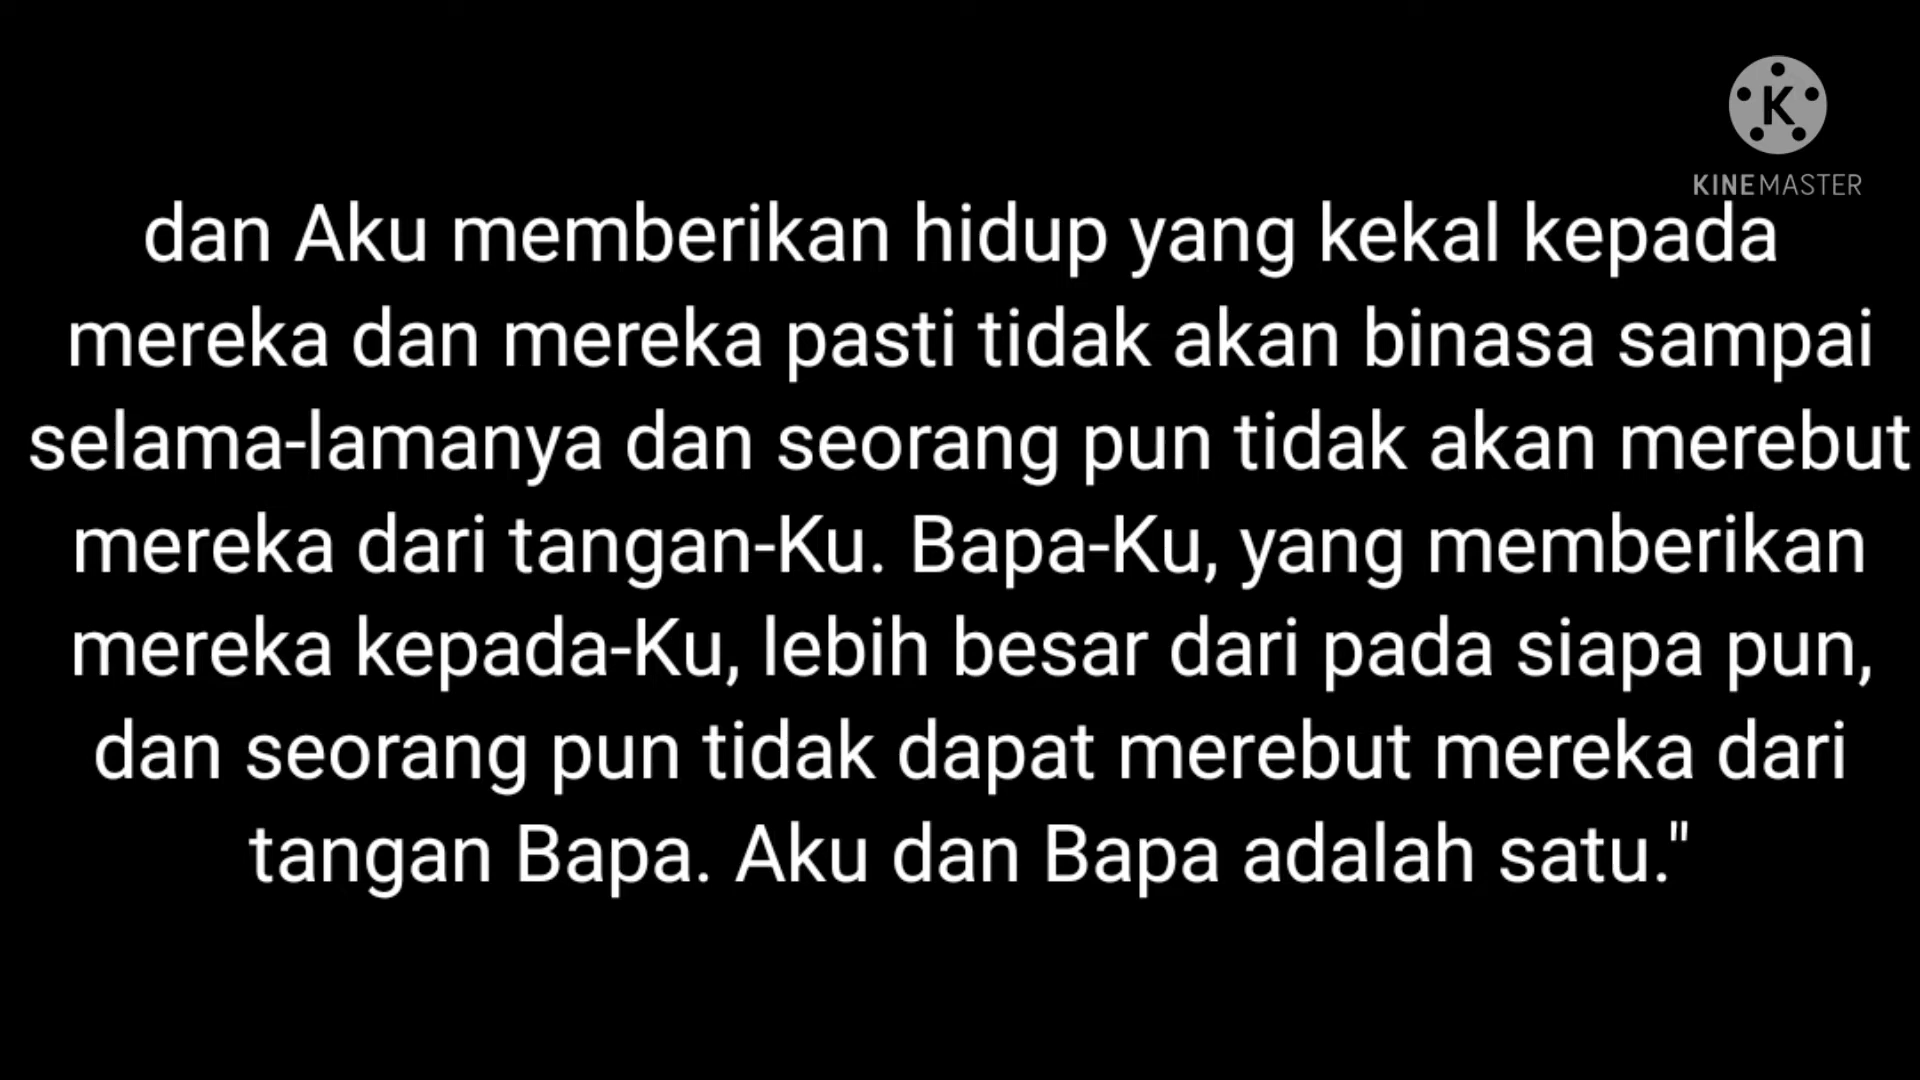 K
KINEMASTER
dan Aku memberikan hidup yang kekal kepada
mereka dan mereka pasti tidak akan binasa sampai
selama-lamanya dan seorang pun tidak akan merebut
mereka dari tangan-Ku. Bapa-Ku, yang memberikan
mereka kepada-Ku, lebih besar dari pada siapa pun,
dan seorang pun tidak dapat merebut mereka dari
tangan Bapa. Aku dan Bapa adalah satu."